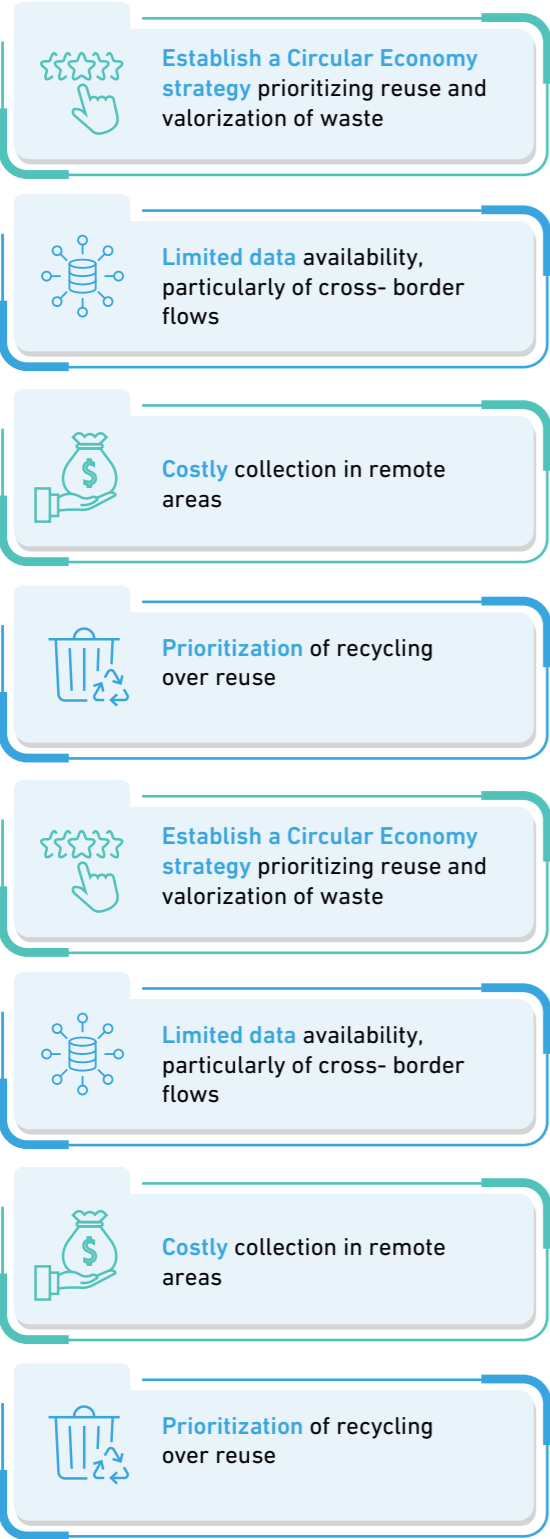 Establish a Circular Economy
strategy prioritizing reuse and
valorization of waste
Limited data availability,
particularly of cross- border
flows
$
Costly collection in remote
areas
Prioritization of recycling
over reuse
Establish a Circular Economy
strategy prioritizing reuse and
valorization of waste
Limited data availability,
particularly of cross- border
flows
$
Costly collection in remote
areas
Prioritization of recycling
over reuse